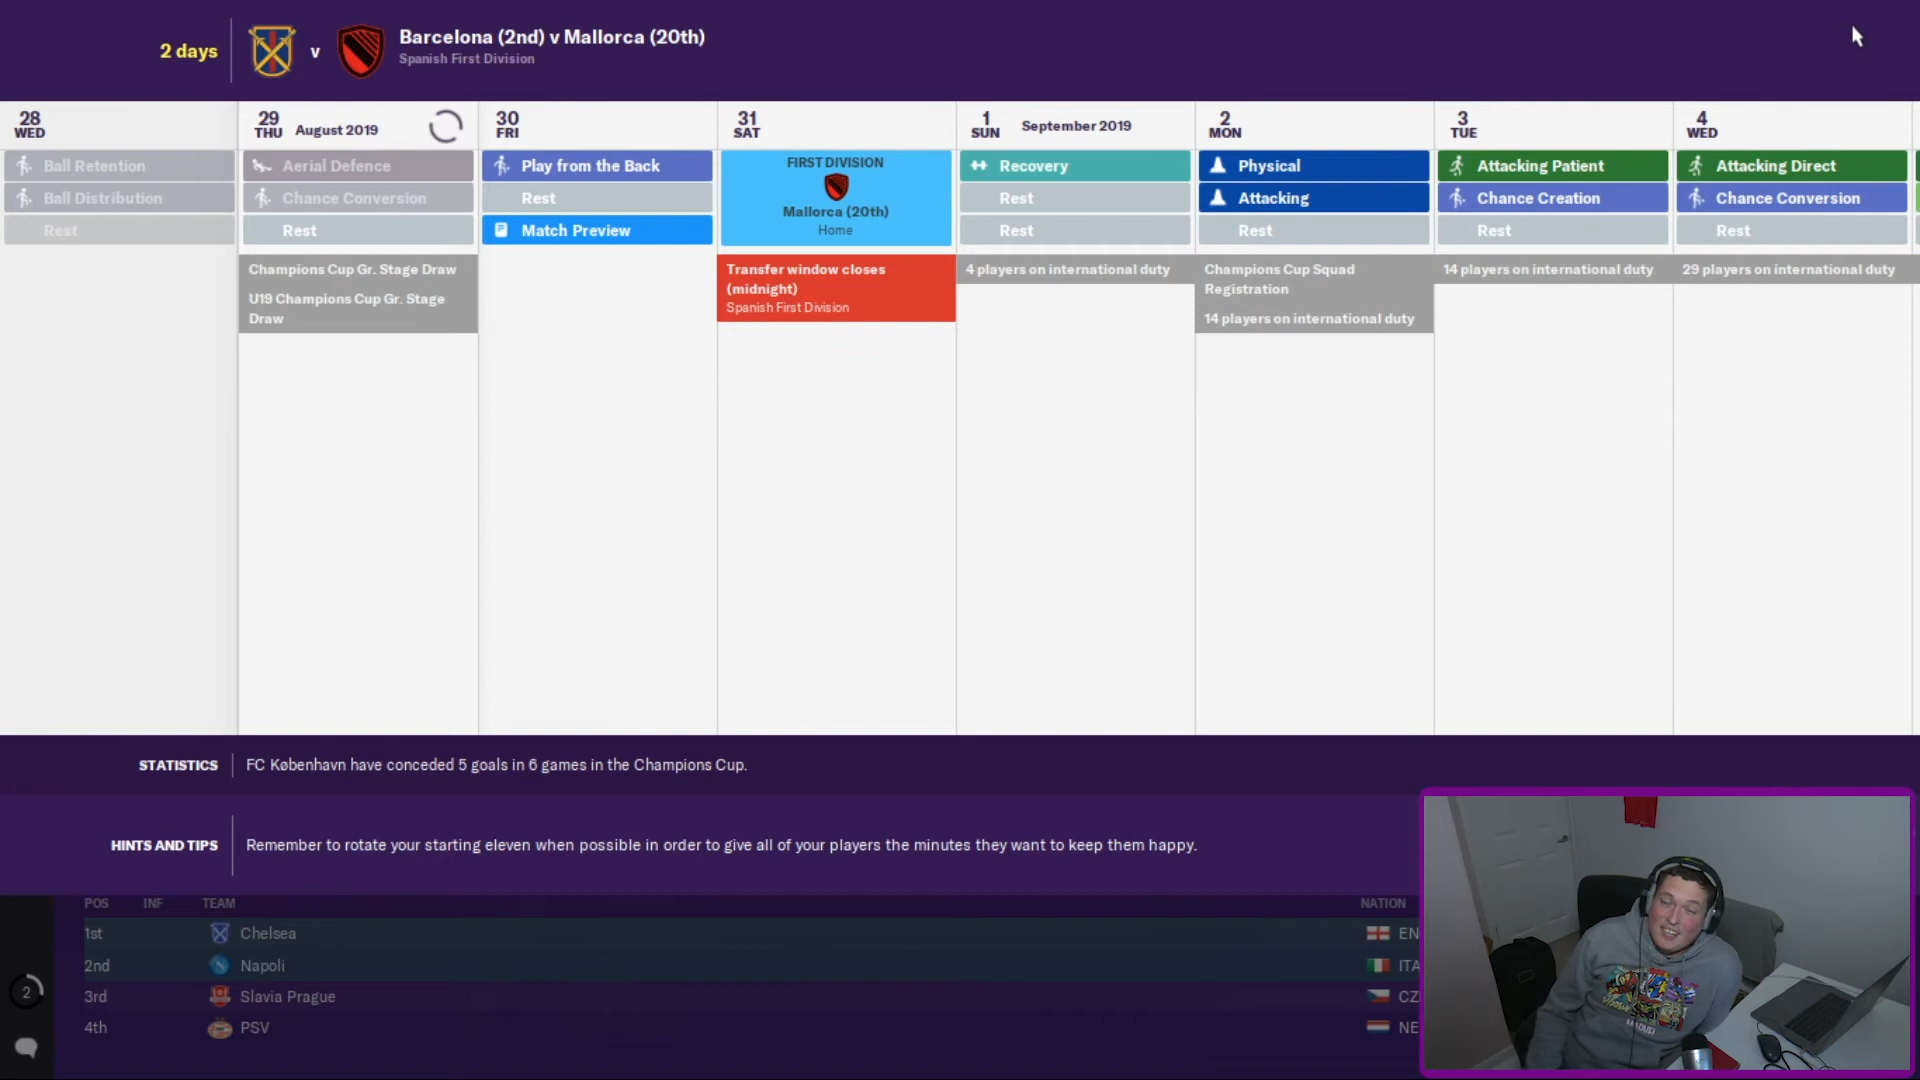 2 days
v
Barcelona (2nd) v Mallorca (20th)
Spanish First Division
28
WED
29
THU August 2019
30
FRI
31
SAT
1
SUN September 2019
2
MON
3
TUE
4
WED
Ball Retention
Ball Distribution
Rest
Aerial Defence
Chance Conversion
Rest
Champions Cup Gr. Stage Draw
U19 Champions Cup Gr. Stage
Draw
Play from the Back
Rest
Match Preview
FIRST DIVISION
Mallorca (20th)
Home
Transfer window closes
(midnight)
Spanish First Division
Recovery
Rest
Rest
4 players on international duty
Physical
Attacking
Rest
Champions Cup Squad
Registration
14 players on international duty
Attacking Patient
Chance Creation
Rest
14 players on international duty
Attacking Direct
Chance Conversion
Rest
29 players on international duty
STATISTICS
FC København have conceded 5 goals in 6 games in the Champions Cup.
HINTS AND TIPS
Remember to rotate your starting eleven when possible in order to give all of your players the minutes they want to keep them happy.
POS INF TEAM NATION
1st Chelsea EN
2nd Napoli ITA
3rd Slavia Prague CZ
4th PSV NE
2